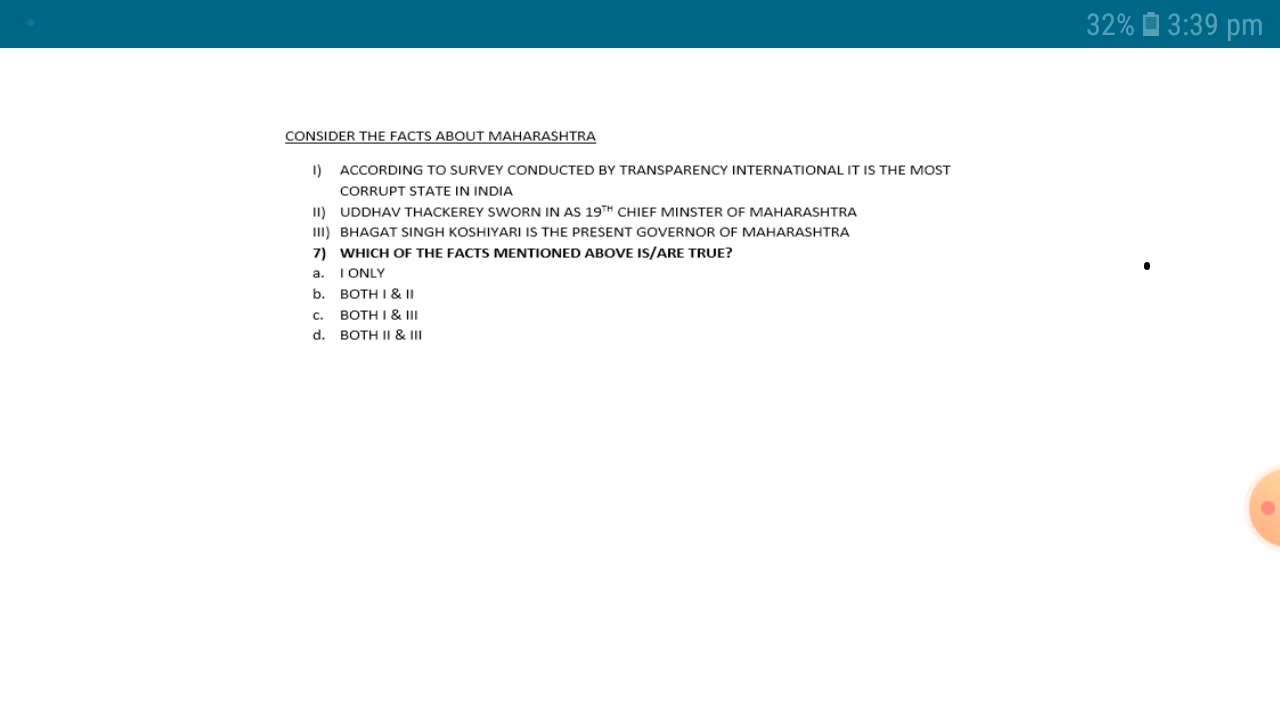 32% 3:39 pm
CONSIDER THE FACTS ABOUT MAHARASHTRA
I) ACCORDING TO SURVEY CONDUCTED BY TRANSPARENCY INTERNATIONAL IT IS THE MOST
CORRUPT STATE IN INDIA
II) UDDHAV THACKEREY SWORN IN AS 19TH CHIEF MINSTER OF MAHARASHTRA
III) BHAGAT SINGH KOSHIYARI IS THE PRESENT GOVERNOR OF MAHARASHTRA
7) WHICH OF THE FACTS MENTIONED ABOVE IS/ARE TRUE?
a. I ONLY
b. BOTH I & II
c. BOTH I & III
d. BOTH II & III